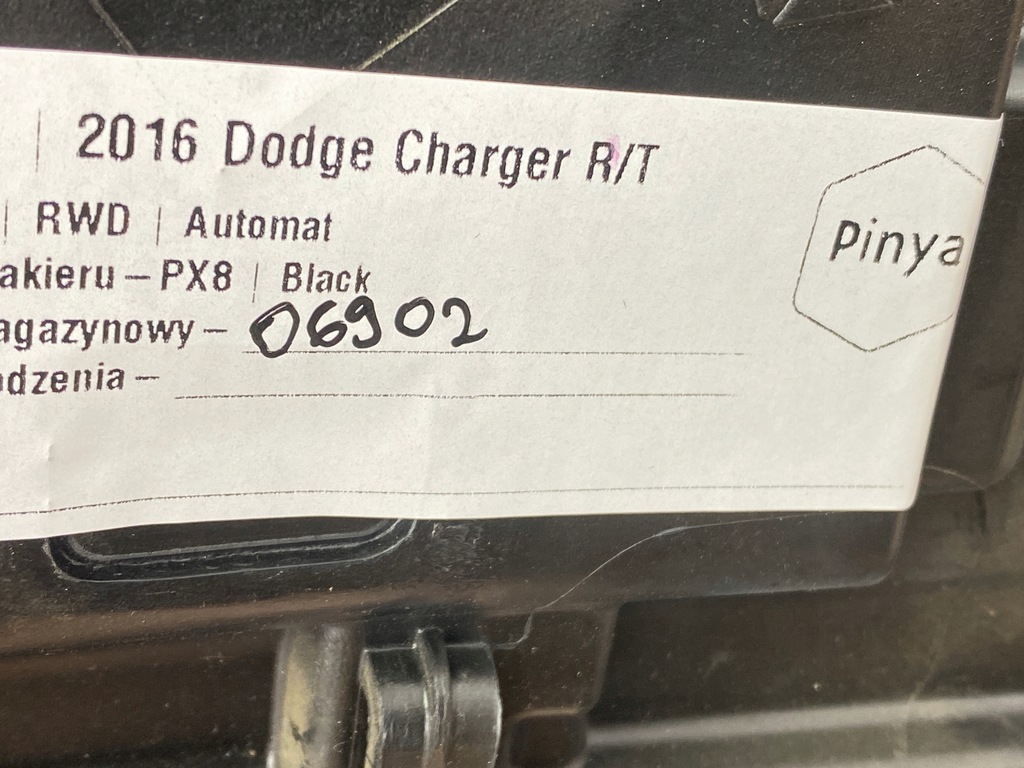 | 2016 Dodge Charger R/T
| RWD | Automat
akieru – PX8 | Black
agazynowy – 06902
dzenia –
Pinya